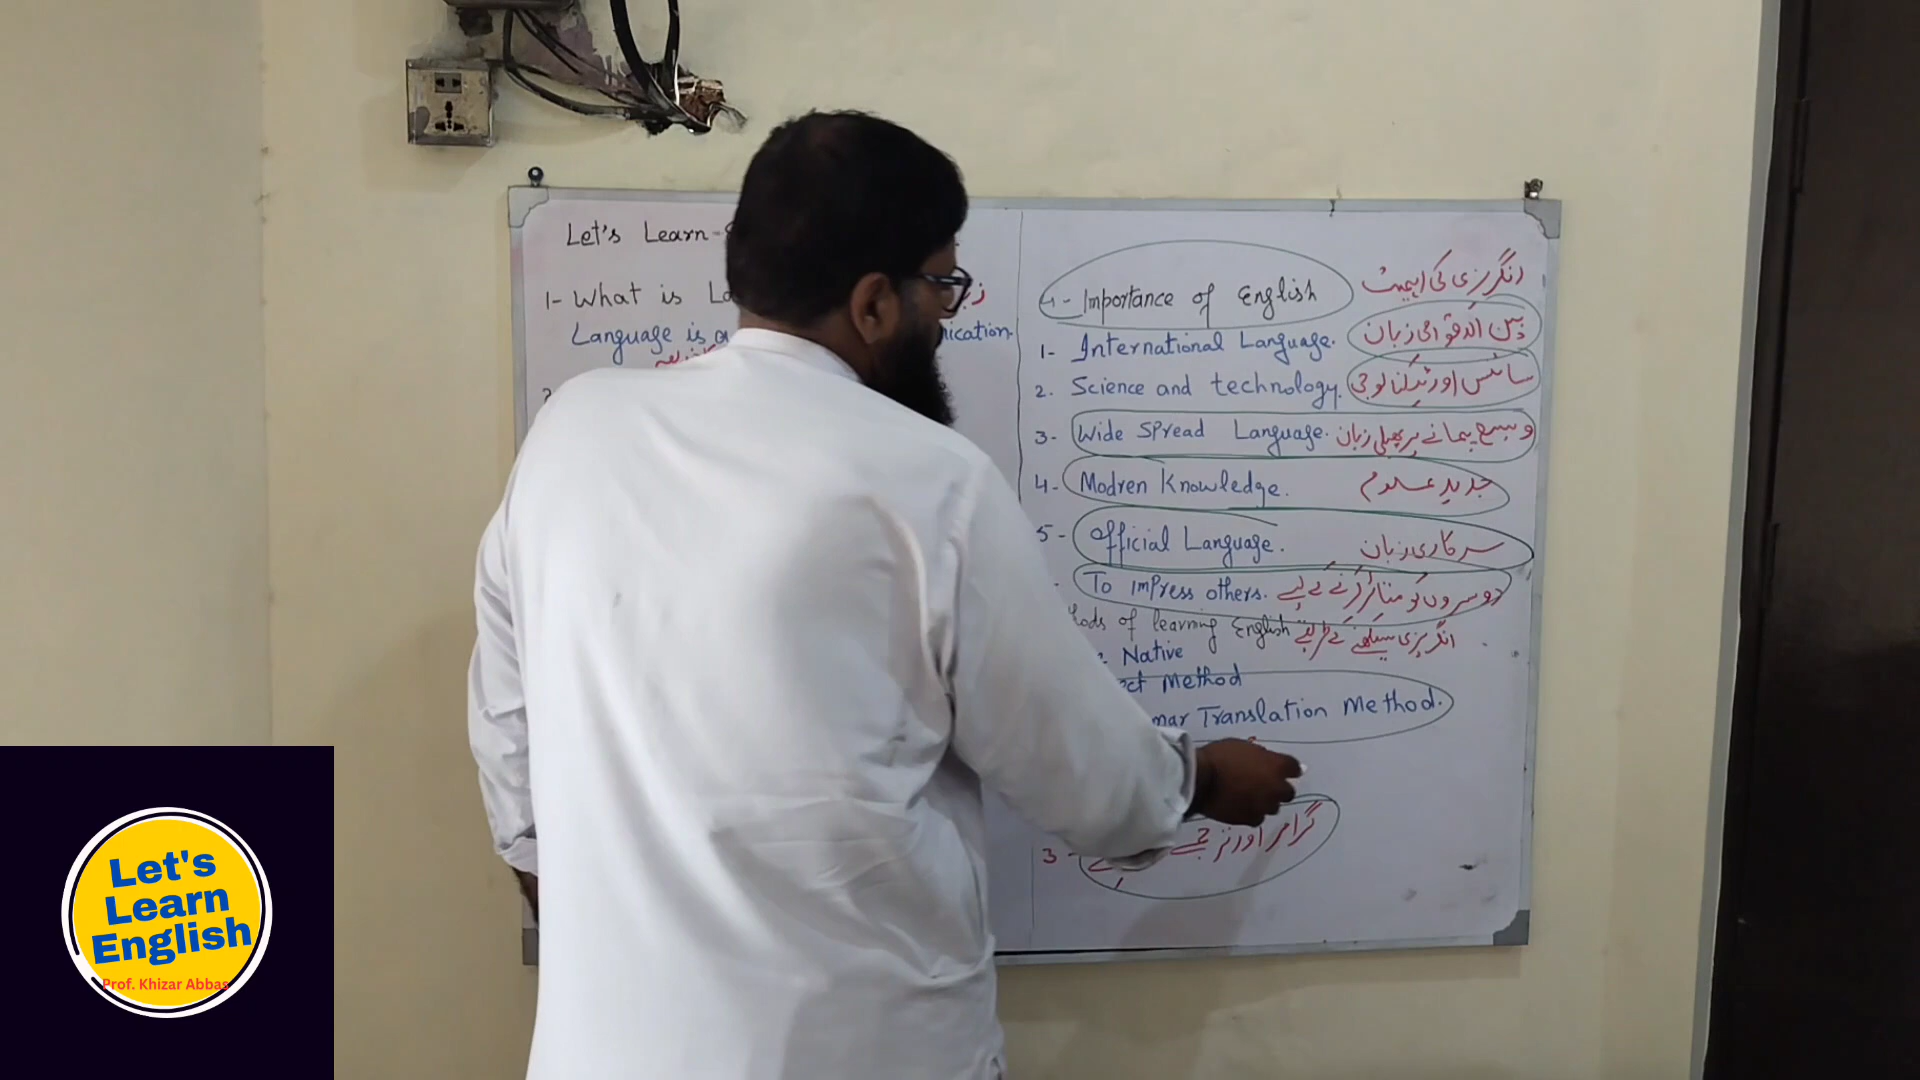 Let's Learn
1- What is
Language is
nication.
4- Importance of English انگریزی کی اہمیت
1- International Language. بین الاقوامی زبان
2. Science and technology. سائنس اور ٹیکنالوجی
3- Wide Spread Language. وسیع پیمانے پر پھیلی زبان
4- Modren Knowledge. جدید علوم
5- Official Language. سرکاری زبان
- To impress others. دوسروں کو متاثر کرنے کے لیے
hods of learning English انگریزی سیکھنے کے طریقے
Native
ect Method
mar Translation Method.
3- گرامر اور ترجمے
Let's
Learn
English
Prof. Khizar Abbas